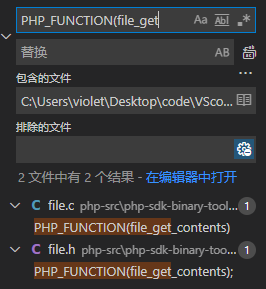 PHP_FUNCTION(file_get
Aa ab .*
替换
AB
包含的文件
C:\Users\violet\Desktop\code\VSco...
排除的文件
2 文件中有 2 个结果 - 在编辑器中打开
file.c php-src\php-sdk-binary-tool... 1
PHP_FUNCTION(file_get_contents)
file.h php-src\php-sdk-binary-too... 1
PHP_FUNCTION(file_get_contents);